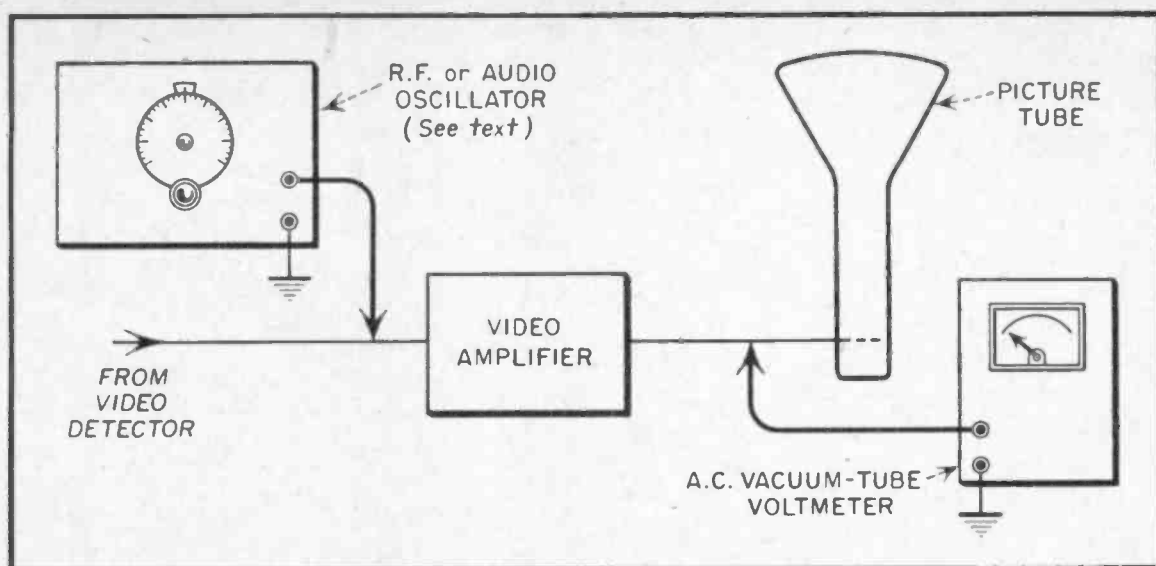 R.F. or AUDIO
OSCILLATOR
(See text)
PICTURE
TUBE
VIDEO
AMPLIFIER
FROM
VIDEO
DETECTOR
A.C. VACUUM-TUBE
VOLTMETER